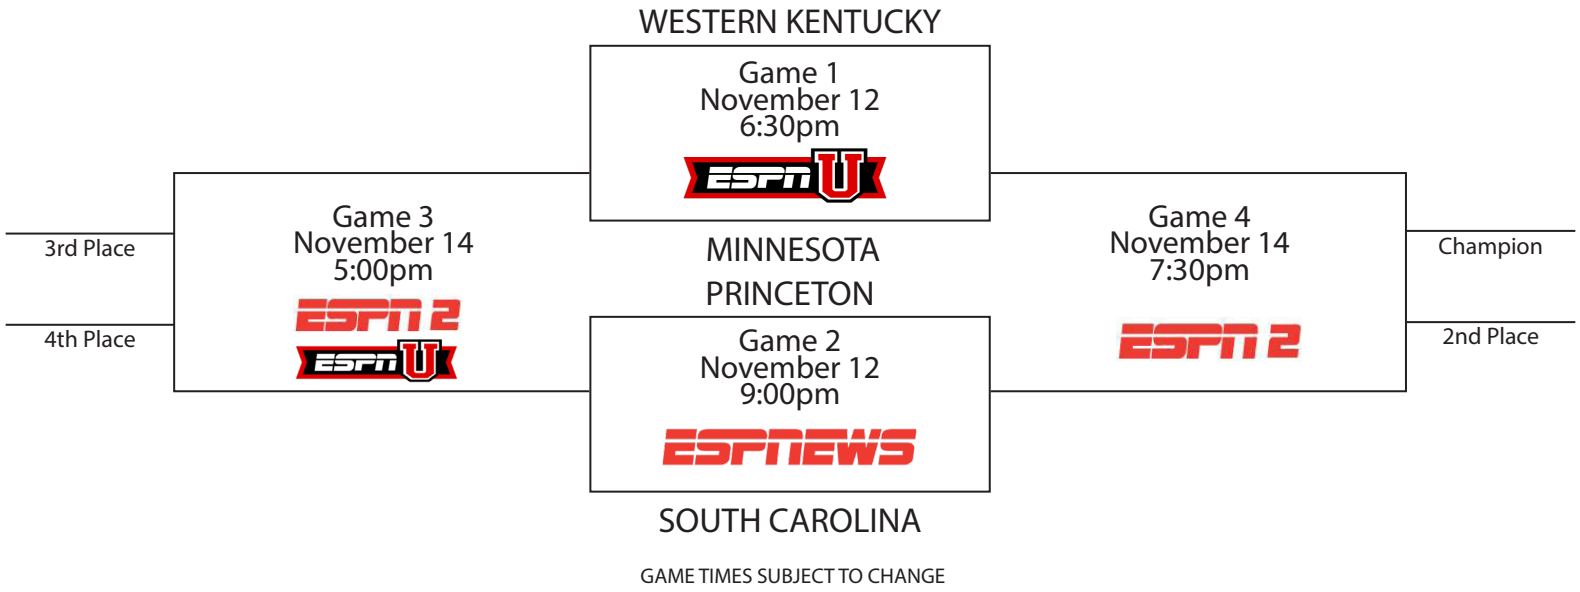 WESTERN KENTUCKY
Game 1
November 12
6:30pm
ESPN U
MINNESOTA
Game 3
November 14
5:00pm
ESPN 2
ESPN U
3rd Place
4th Place
Game 4
November 14
7:30pm
ESPN 2
Champion
2nd Place
PRINCETON
Game 2
November 12
9:00pm
ESPNEWS
SOUTH CAROLINA
GAME TIMES SUBJECT TO CHANGE